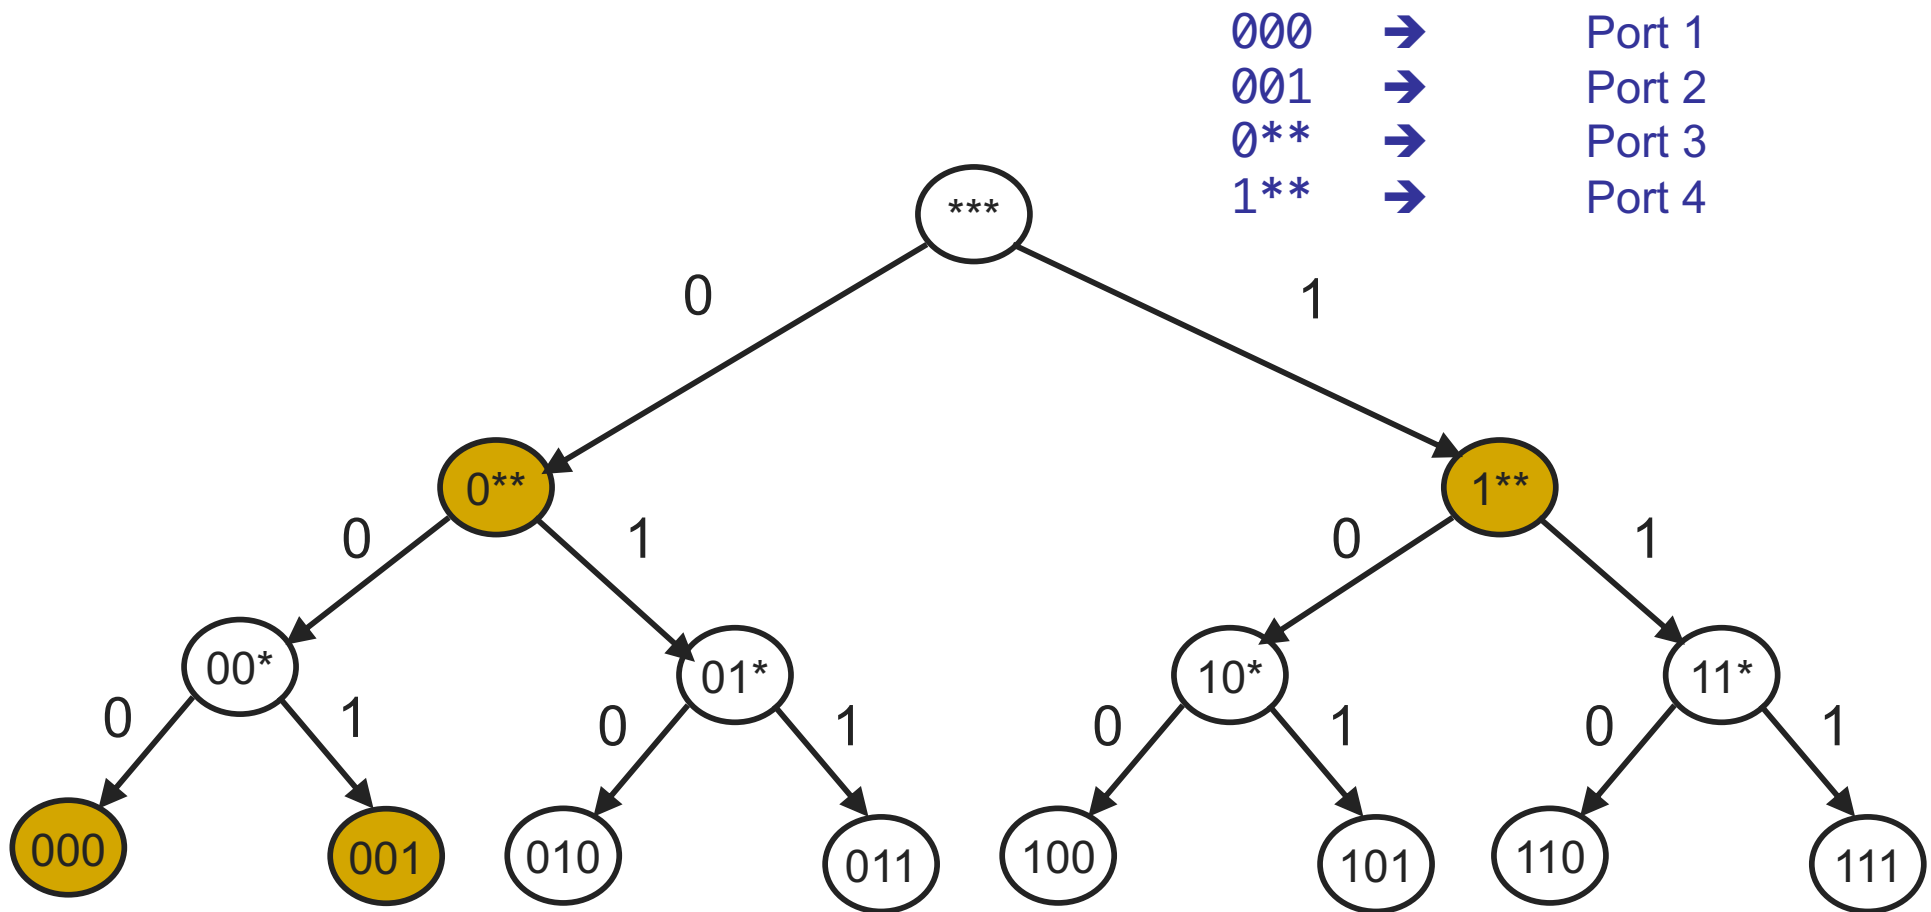 000 ➔ Port 1
001 ➔ Port 2
0** ➔ Port 3
1** ➔ Port 4
***
0 1
0** 1**
0 1 0 1
00* 01* 10* 11*
0 1 0 1 0 1 0 1
000 001 010 011 100 101 110 111